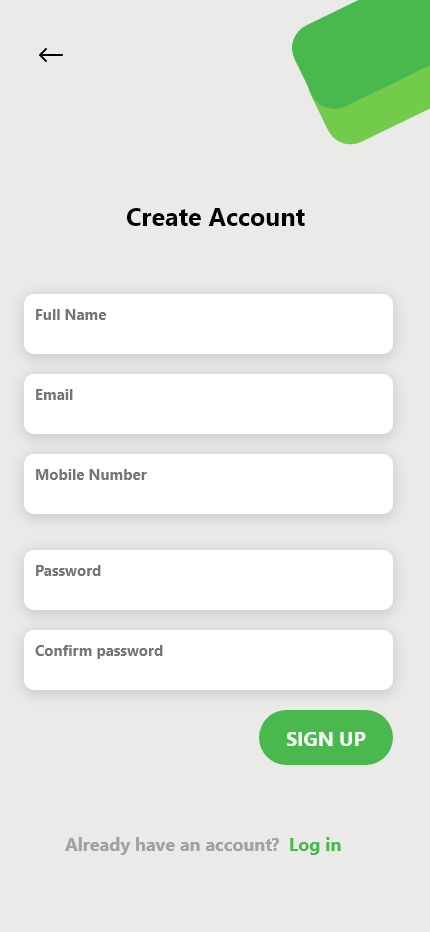 Create Account
Full Name
Email
Mobile Number
Password
Confirm password
SIGN UP
Already have an account? Log in